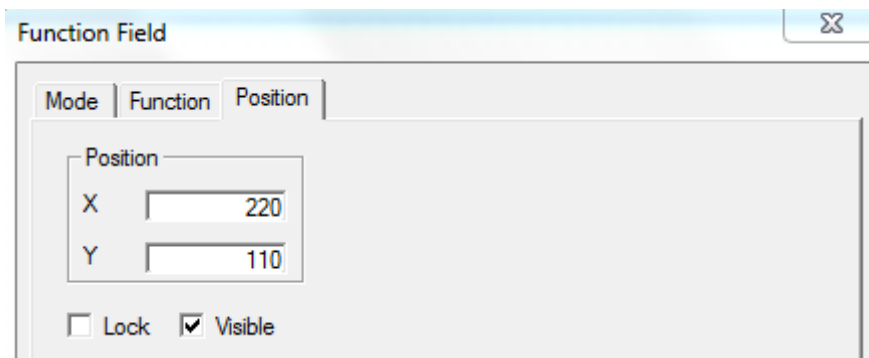 Function Field
Mode Function Position
Position
X 220
Y 110
Lock Visible